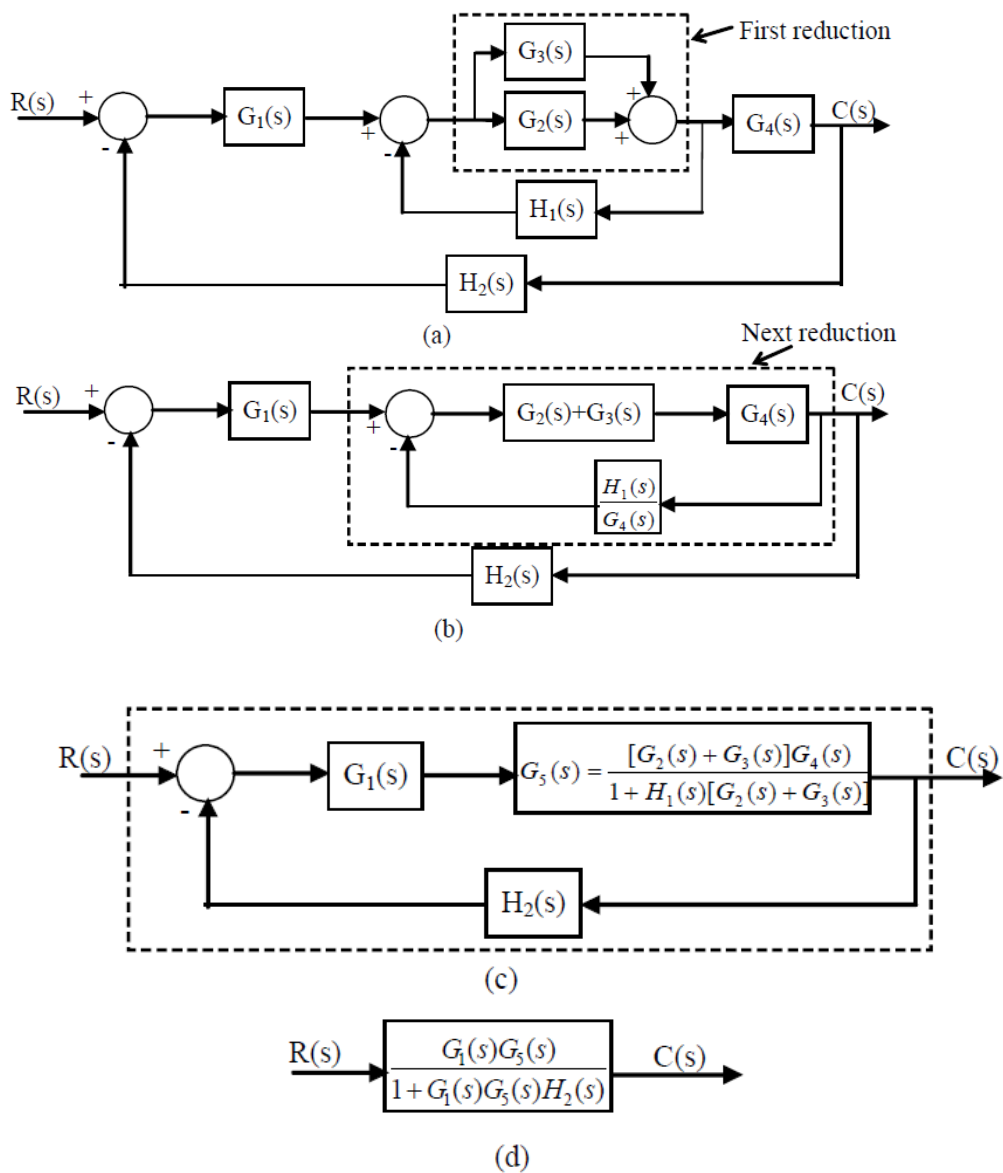 First reduction
G₃(s)
R(s) + G₁(s) + G₂(s) + + G₄(s) C(s)
- -
H₁(s)
H₂(s)
(a)
Next reduction
R(s) + G₁(s) + G₂(s)+G₃(s) G₄(s) C(s)
- -
H₁(s)
G₄(s)
H₂(s)
(b)
R(s) + G₁(s) G₅(s) = [G₂(s) + G₃(s)]G₄(s) C(s)
1 + H₁(s)[G₂(s) + G₃(s)]
-
H₂(s)
(c)
R(s) G₁(s)G₅(s) C(s)
1 + G₁(s)G₅(s)H₂(s)
(d)